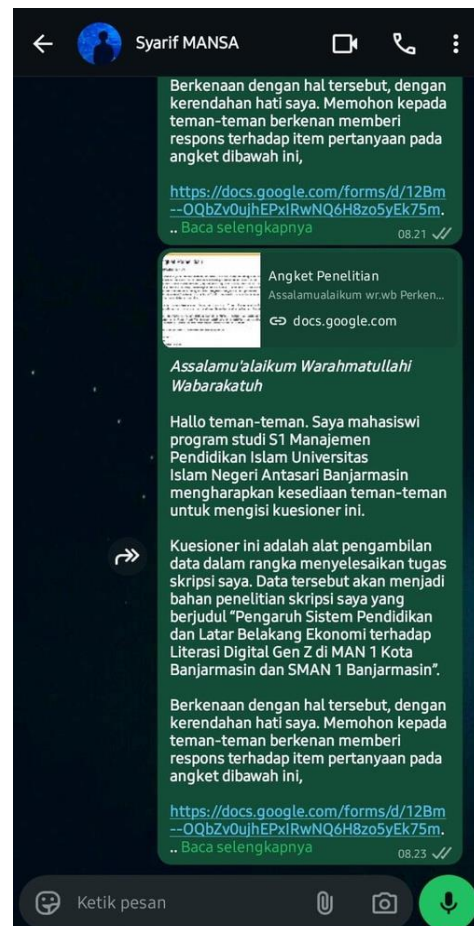 Syarif MANSA
Berkenaan dengan hal tersebut, dengan
kerendahan hati saya. Memohon kepada
teman-teman berkenan memberi
respons terhadap item pertanyaan pada
angket dibawah ini,
https://docs.google.com/forms/d/12Bm
--OQbZv0ujhEPxIRwNQ6H8zo5yEk75m.
.. Baca selengkapnya 08.21
Angket Penelitian
Assalamualaikum wr.wb Perken...
docs.google.com
Assalamu'alaikum Warahmatullahi
Wabarakatuh
Hallo teman-teman. Saya mahasiswi
program studi S1 Manajemen
Pendidikan Islam Universitas
Islam Negeri Antasari Banjarmasin
mengharapkan kesediaan teman-teman
untuk mengisi kuesioner ini.
Kuesioner ini adalah alat pengambilan
data dalam rangka menyelesaikan tugas
skripsi saya. Data tersebut akan menjadi
bahan penelitian skripsi saya yang
berjudul "Pengaruh Sistem Pendidikan
dan Latar Belakang Ekonomi terhadap
Literasi Digital Gen Z di MAN 1 Kota
Banjarmasin dan SMAN 1 Banjarmasin".
Berkenaan dengan hal tersebut, dengan
kerendahan hati saya. Memohon kepada
teman-teman berkenan memberi
respons terhadap item pertanyaan pada
angket dibawah ini,
https://docs.google.com/forms/d/12Bm
--OQbZv0ujhEPxIRwNQ6H8zo5yEk75m.
.. Baca selengkapnya 08.23
Ketik pesan